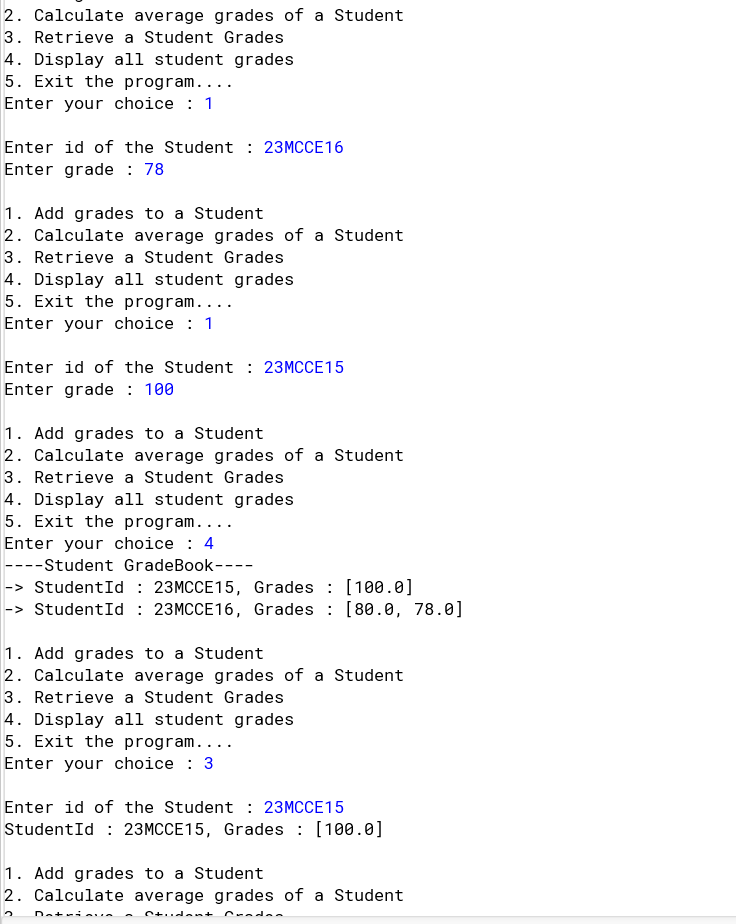 2. Calculate average grades of a Student
3. Retrieve a Student Grades
4. Display all student grades
5. Exit the program....
Enter your choice : 1
Enter id of the Student : 23MCCE16
Enter grade : 78
1. Add grades to a Student
2. Calculate average grades of a Student
3. Retrieve a Student Grades
4. Display all student grades
5. Exit the program....
Enter your choice : 1
Enter id of the Student : 23MCCE15
Enter grade : 100
1. Add grades to a Student
2. Calculate average grades of a Student
3. Retrieve a Student Grades
4. Display all student grades
5. Exit the program....
Enter your choice : 4
----Student GradeBook----
-> StudentId : 23MCCE15, Grades : [100.0]
-> StudentId : 23MCCE16, Grades : [80.0, 78.0]
1. Add grades to a Student
2. Calculate average grades of a Student
3. Retrieve a Student Grades
4. Display all student grades
5. Exit the program....
Enter your choice : 3
Enter id of the Student : 23MCCE15
StudentId : 23MCCE15, Grades : [100.0]
1. Add grades to a Student
2. Calculate average grades of a Student
3. Retrieve a Student Grades